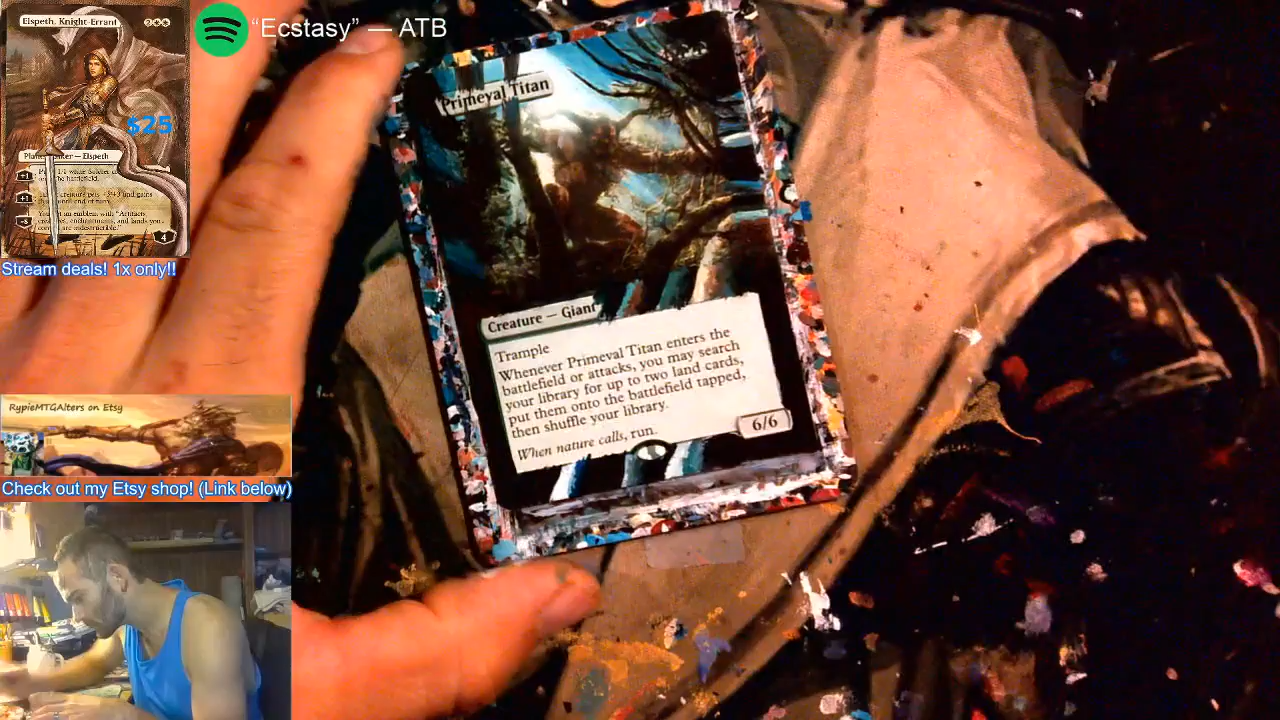 Elspeth, Knight-Errant
$25
Elspeth
4
Stream deals! 1x only!!
"Ecstasy" — ATB
Primeval Titan
Creature — Giant
Trample
Whenever Primeval Titan enters the
battlefield or attacks, you may search
your library for up to two land cards,
put them onto the battlefield tapped,
then shuffle your library.
When nature calls, run.
6/6
RypieMTGAlters on Etsy
Check out my Etsy shop! (Link below)